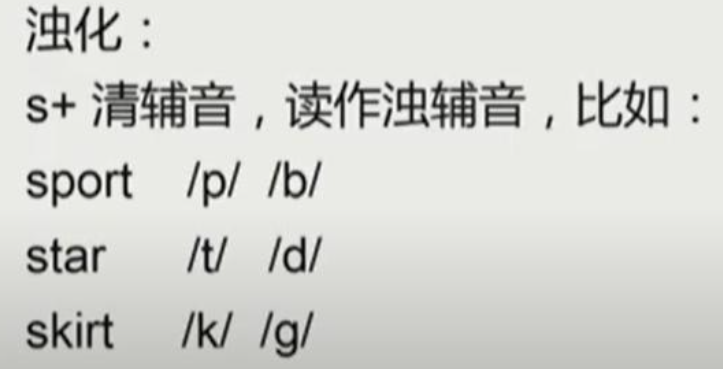 浊化：
s+ 清辅音，读作浊辅音，比如：
sport /p/ /b/
star /t/ /d/
skirt /k/ /g/